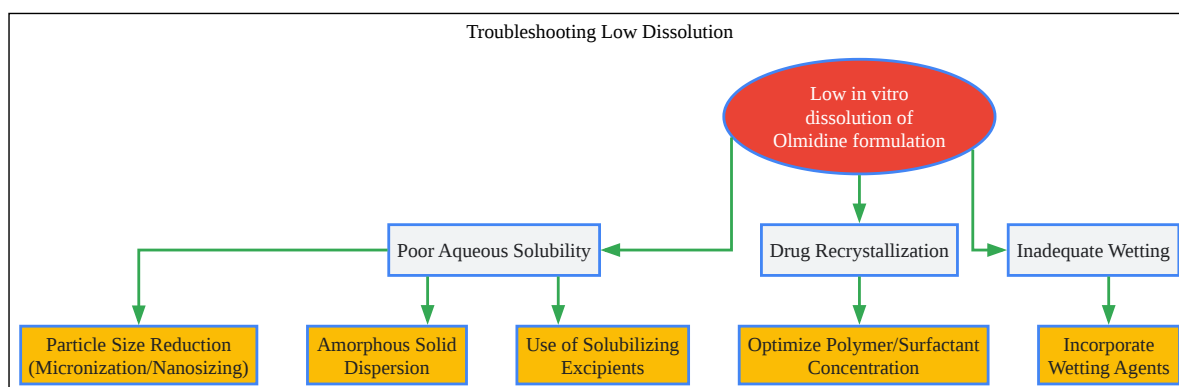 Troubleshooting Low Dissolution
Low in vitro
dissolution of
Olmidine formulation
Poor Aqueous Solubility
Drug Recrystallization
Inadequate Wetting
Particle Size Reduction
(Micronization/Nanosizing)
Amorphous Solid
Dispersion
Use of Solubilizing
Excipients
Optimize Polymer/Surfactant
Concentration
Incorporate
Wetting Agents